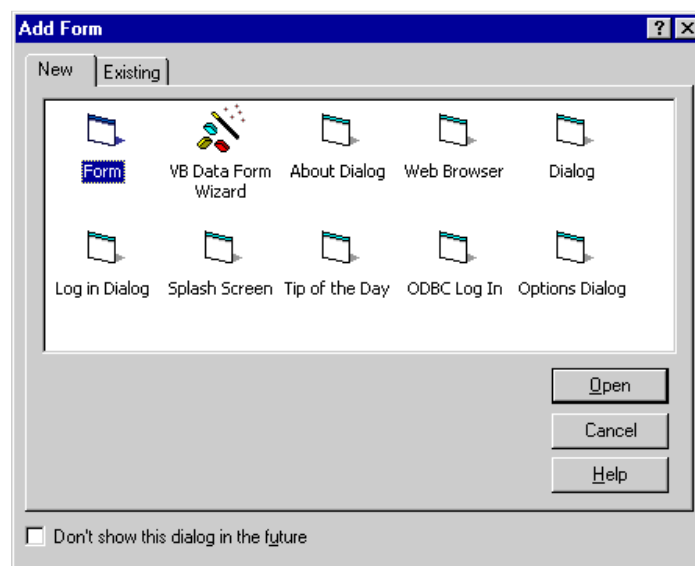 Add Form
New Existing
Form VB Data Form Wizard About Dialog Web Browser Dialog
Log in Dialog Splash Screen Tip of the Day ODBC Log In Options Dialog
Open
Cancel
Help
Don't show this dialog in the future